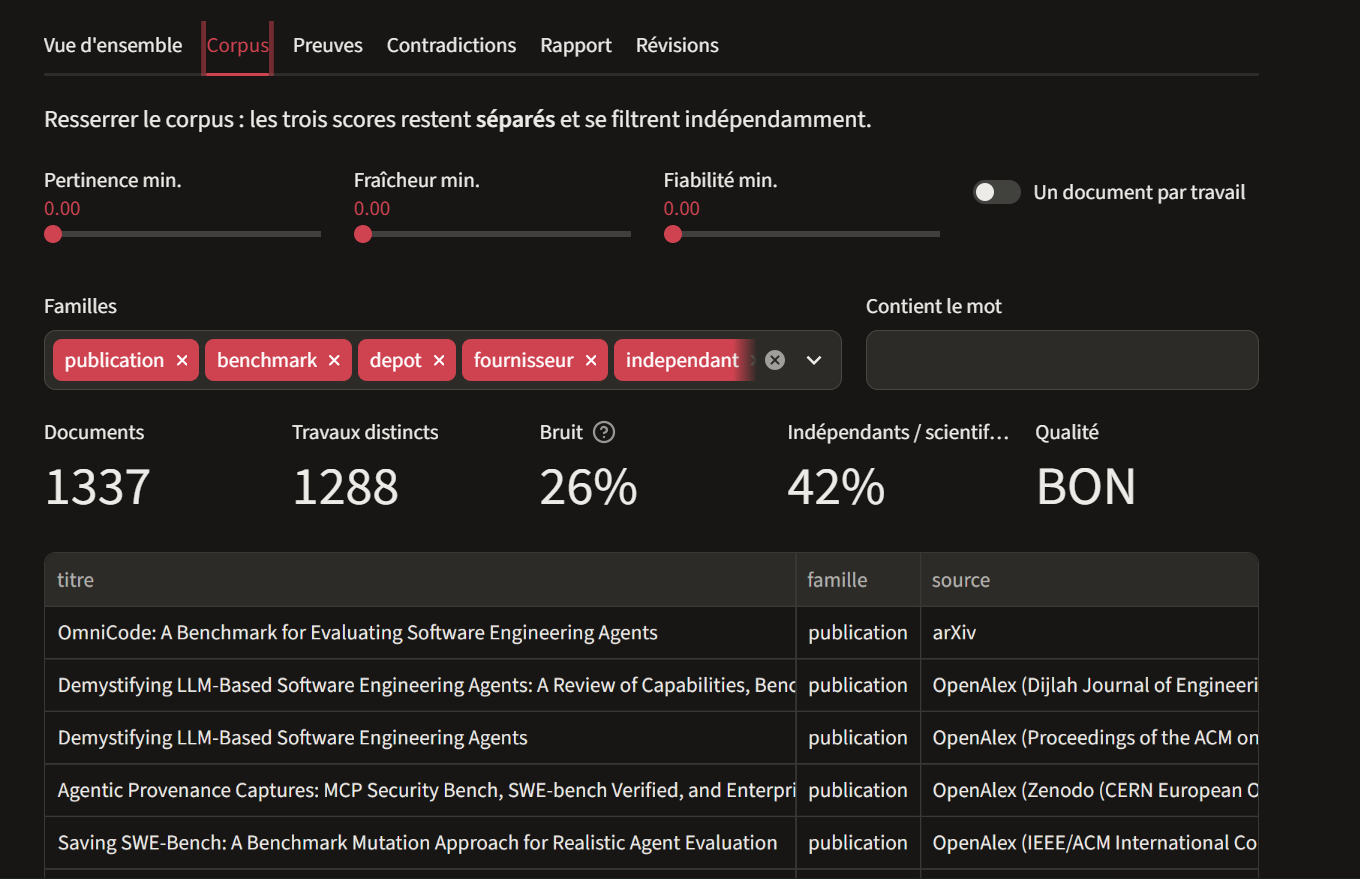 Vue d'ensemble Corpus Preuves Contradictions Rapport Révisions
Resserrer le corpus : les trois scores restent séparés et se filtrent indépendamment.
Pertinence min. Fraîcheur min. Fiabilité min. Un document par travail
0.00 0.00 0.00
Familles Contient le mot
publication × benchmark × depot × fournisseur × independant
Documents Travaux distincts Bruit ? Indépendants / scientif… Qualité
1337 1288 26% 42% BON
titre famille source
OmniCode: A Benchmark for Evaluating Software Engineering Agents publication arXiv
Demystifying LLM-Based Software Engineering Agents: A Review of Capabilities, Benc publication OpenAlex (Dijlah Journal of Engineeri
Demystifying LLM-Based Software Engineering Agents publication OpenAlex (Proceedings of the ACM on
Agentic Provenance Captures: MCP Security Bench, SWE-bench Verified, and Enterpri publication OpenAlex (Zenodo (CERN European O
Saving SWE-Bench: A Benchmark Mutation Approach for Realistic Agent Evaluation publication OpenAlex (IEEE/ACM International Co